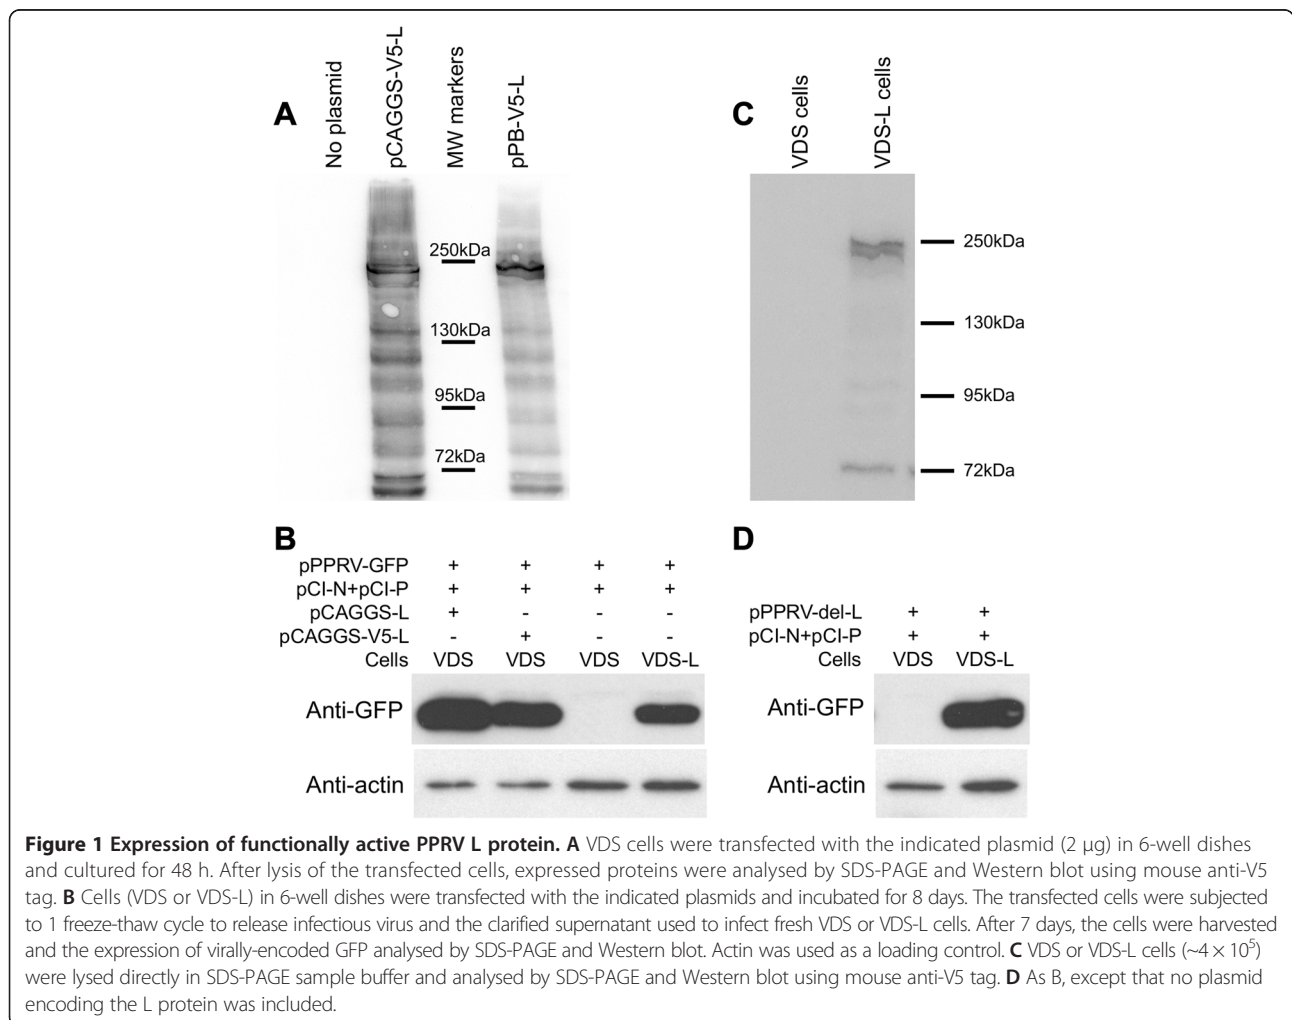 A
No plasmid
pCAGGS-V5-L
MW markers
pPB-V5-L
250kDa
130kDa
95kDa
72kDa
C
VDS cells
VDS-L cells
250kDa
130kDa
95kDa
72kDa
B
pPPRV-GFP + + + +
pCI-N+pCI-P + + + +
pCAGGS-L + - - -
pCAGGS-V5-L - + - -
Cells VDS VDS VDS VDS-L
Anti-GFP
Anti-actin
D
pPPRV-del-L + +
pCI-N+pCI-P + +
Cells VDS VDS-L
Anti-GFP
Anti-actin
Figure 1 Expression of functionally active PPRV L protein. A VDS cells were transfected with the indicated plasmid (2 μg) in 6-well dishes
and cultured for 48 h. After lysis of the transfected cells, expressed proteins were analysed by SDS-PAGE and Western blot using mouse anti-V5
tag. B Cells (VDS or VDS-L) in 6-well dishes were transfected with the indicated plasmids and incubated for 8 days. The transfected cells were subjected
to 1 freeze-thaw cycle to release infectious virus and the clarified supernatant used to infect fresh VDS or VDS-L cells. After 7 days, the cells were harvested
and the expression of virally-encoded GFP analysed by SDS-PAGE and Western blot. Actin was used as a loading control. C VDS or VDS-L cells (~4 × 10⁵)
were lysed directly in SDS-PAGE sample buffer and analysed by SDS-PAGE and Western blot using mouse anti-V5 tag. D As B, except that no plasmid
encoding the L protein was included.